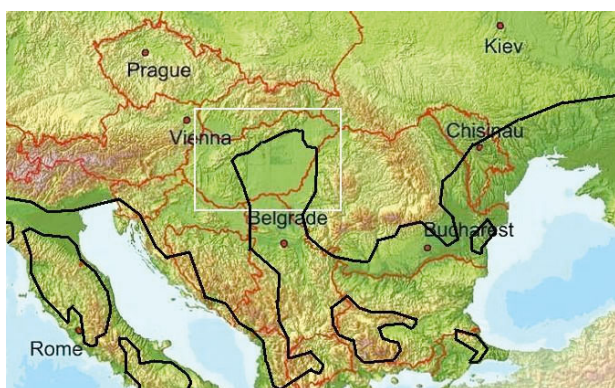 Kiev
Prague
Vienna
Chisinau
Belgrade
Bucharest
Rome